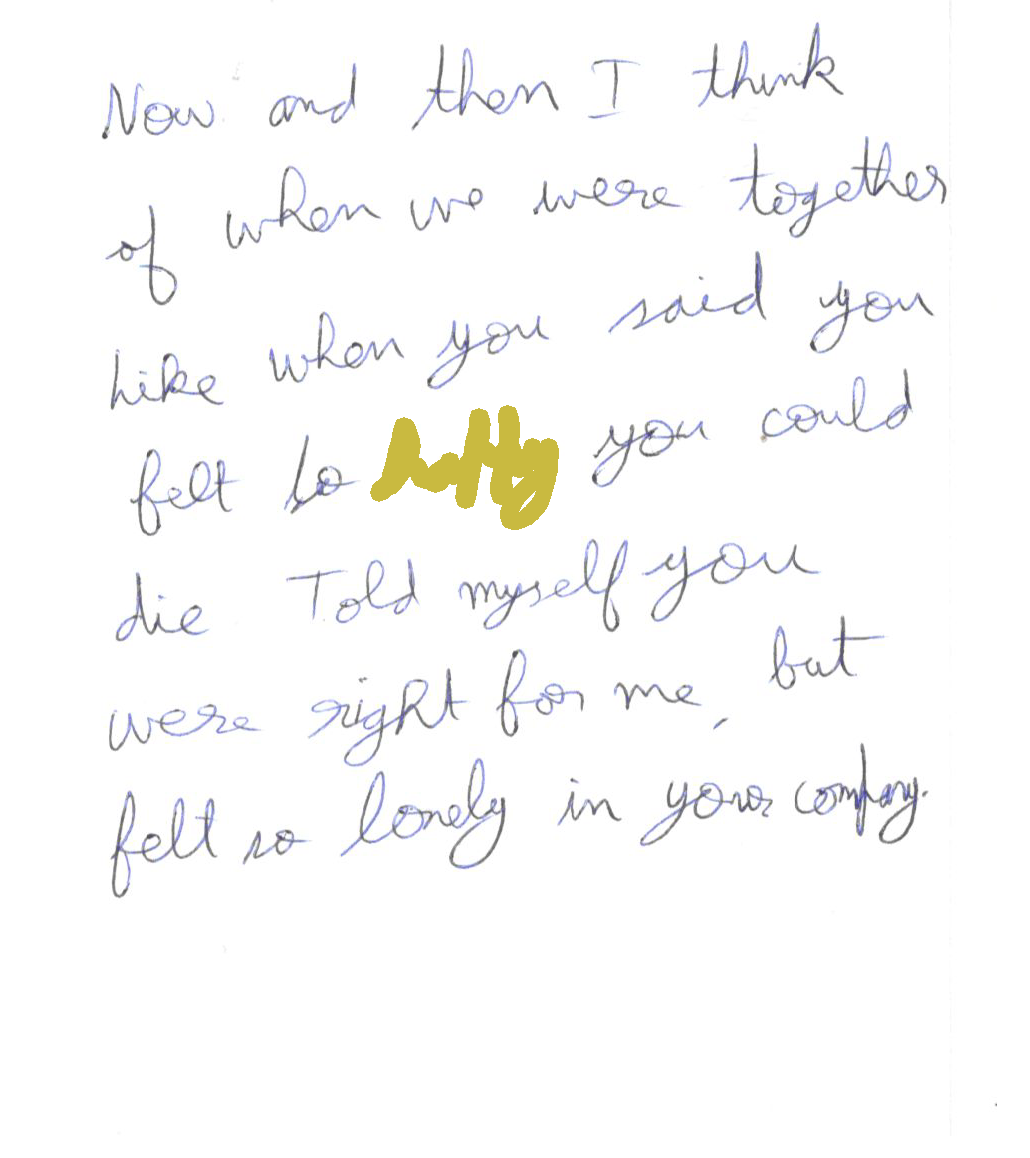 Now and then I think
of when we were together
Like when you said you
felt so you could
die Told myself you
were right for me, but
felt so lonely in your company.